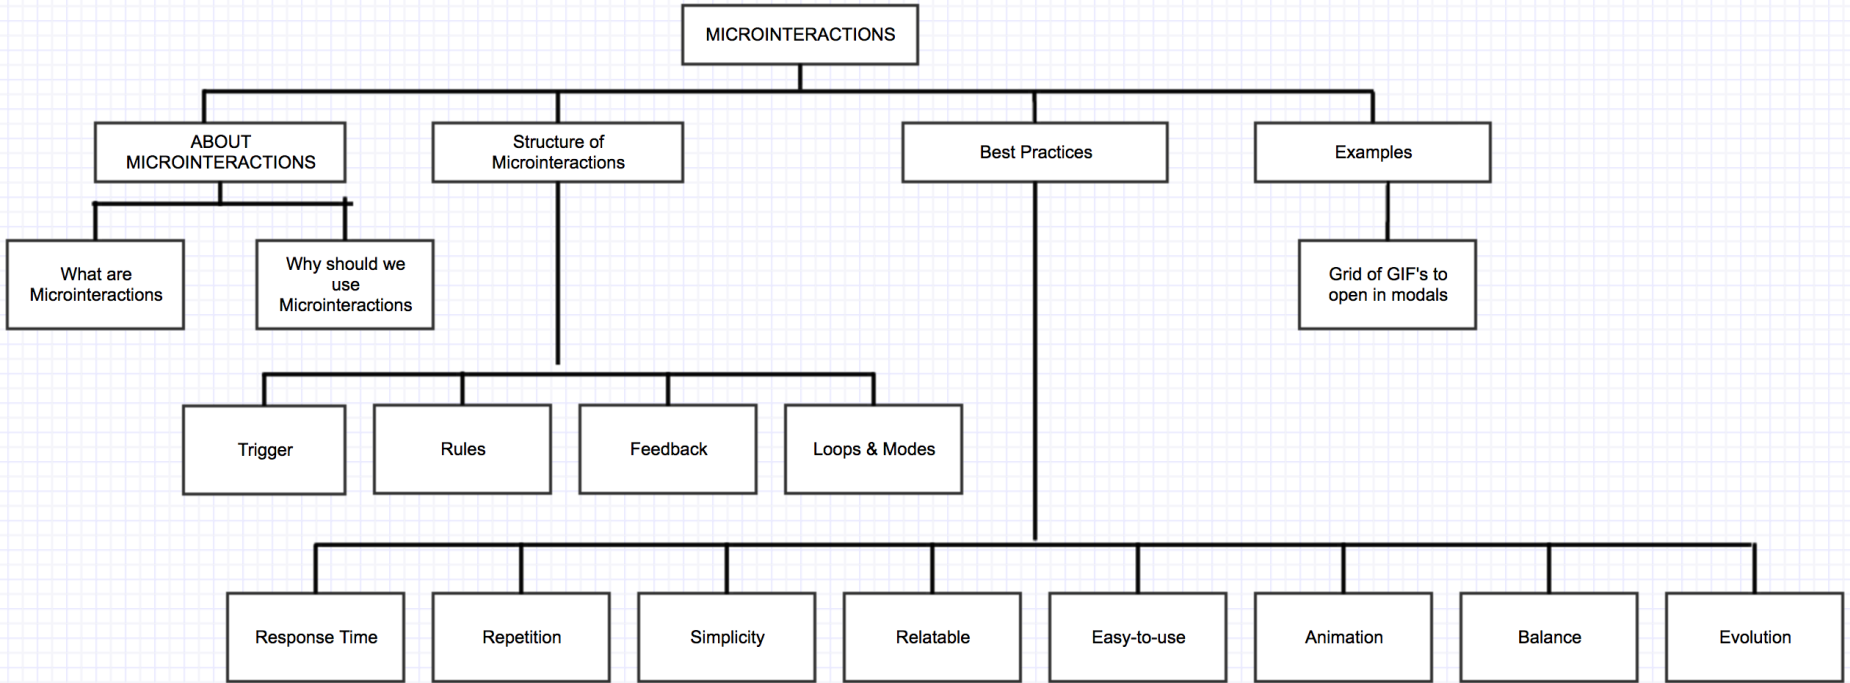 MICROINTERACTIONS
ABOUT
MICROINTERACTIONS
Structure of
Microinteractions
Best Practices
Examples
What are
Microinteractions
Why should we
use
Microinteractions
Grid of GIF's to
open in modals
Trigger
Rules
Feedback
Loops & Modes
Response Time
Repetition
Simplicity
Relatable
Easy-to-use
Animation
Balance
Evolution